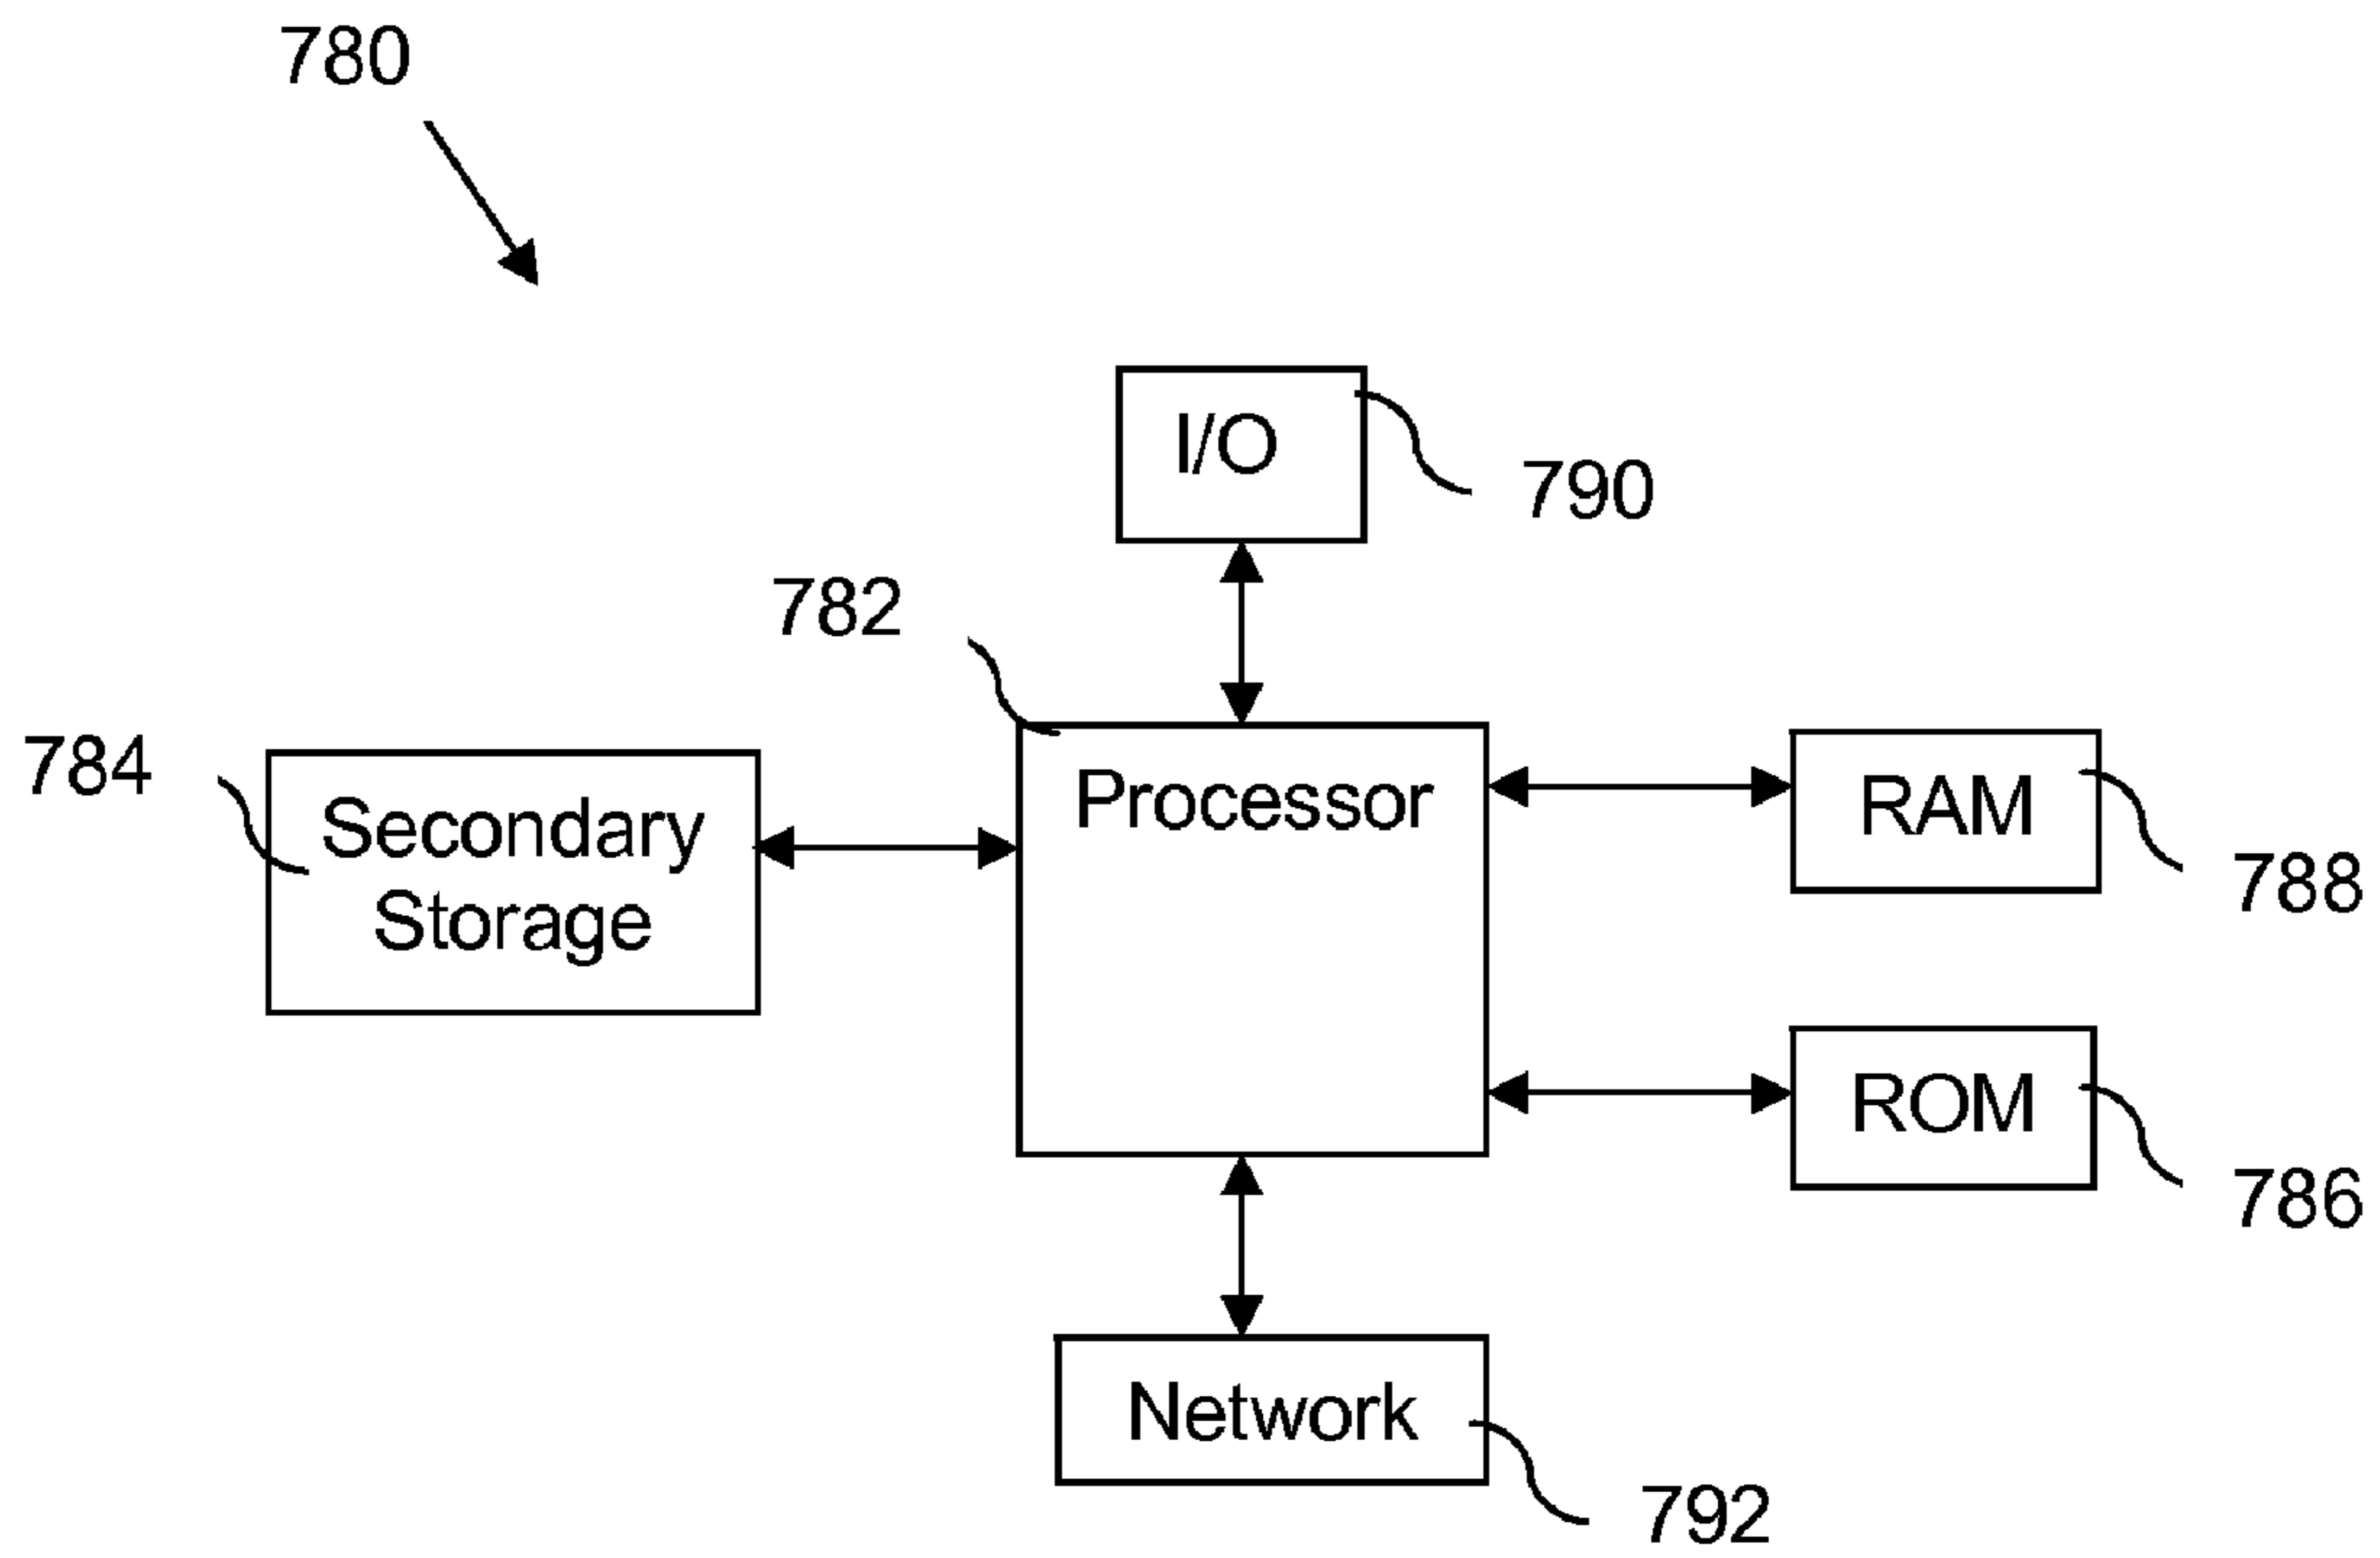 780
I/O
790
782
784
Secondary
Storage
Processor
RAM
788
ROM
786
Network
792